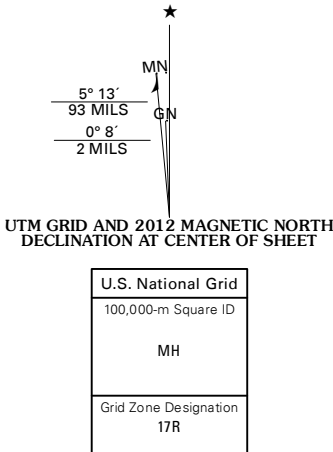 ★
MN
5° 13´
93 MILS
GN
0° 8´
2 MILS
UTM GRID AND 2012 MAGNETIC NORTH
DECLINATION AT CENTER OF SHEET
U.S. National Grid
100,000-m Square ID
MH
Grid Zone Designation
17R